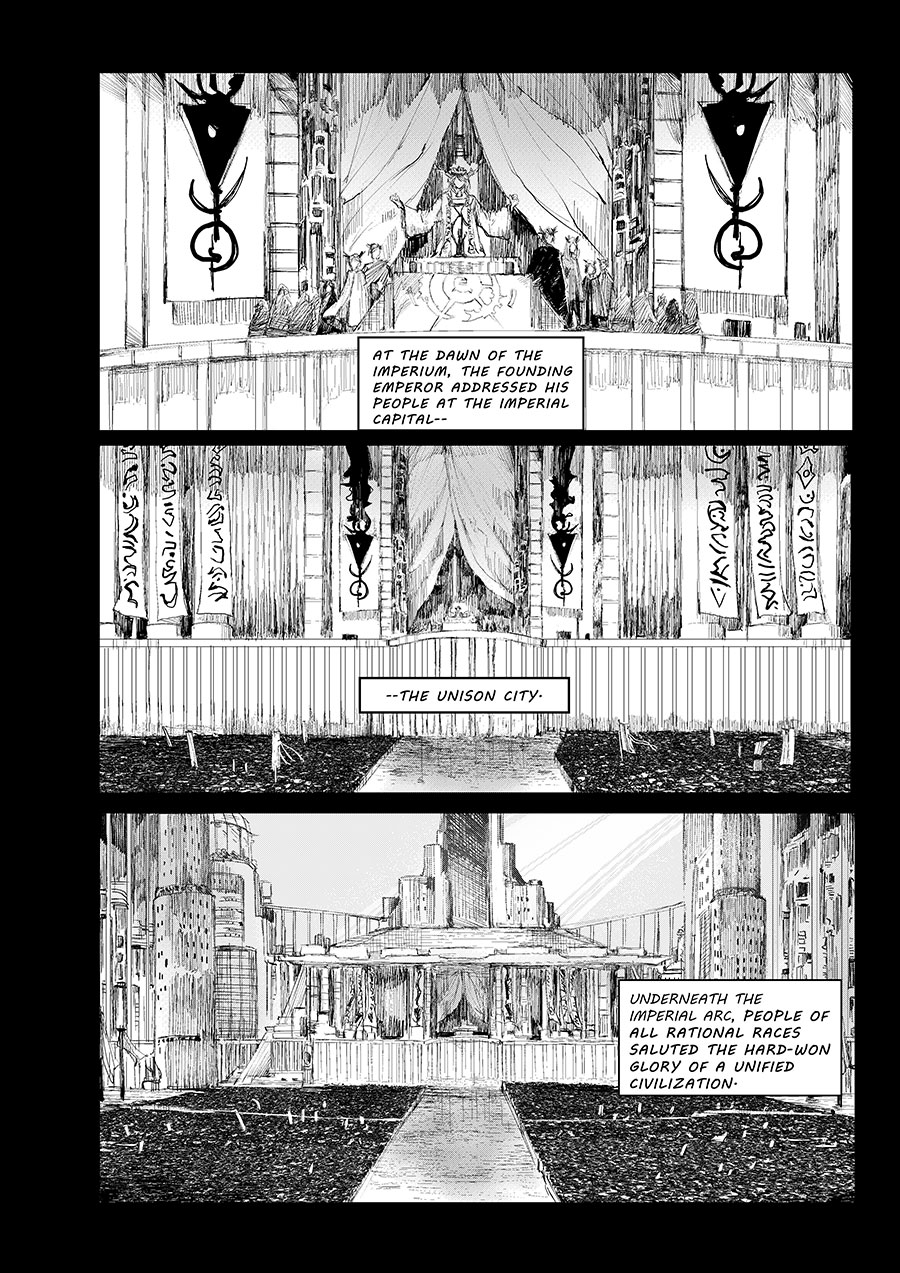 AT THE DAWN OF THE
IMPERIUM, THE FOUNDING
EMPEROR ADDRESSED HIS
PEOPLE AT THE IMPERIAL
CAPITAL--
--THE UNISON CITY.
UNDERNEATH THE
IMPERIAL ARC, PEOPLE OF
ALL RATIONAL RACES
SALUTED THE HARD-WON
GLORY OF A UNIFIED
CIVILIZATION.